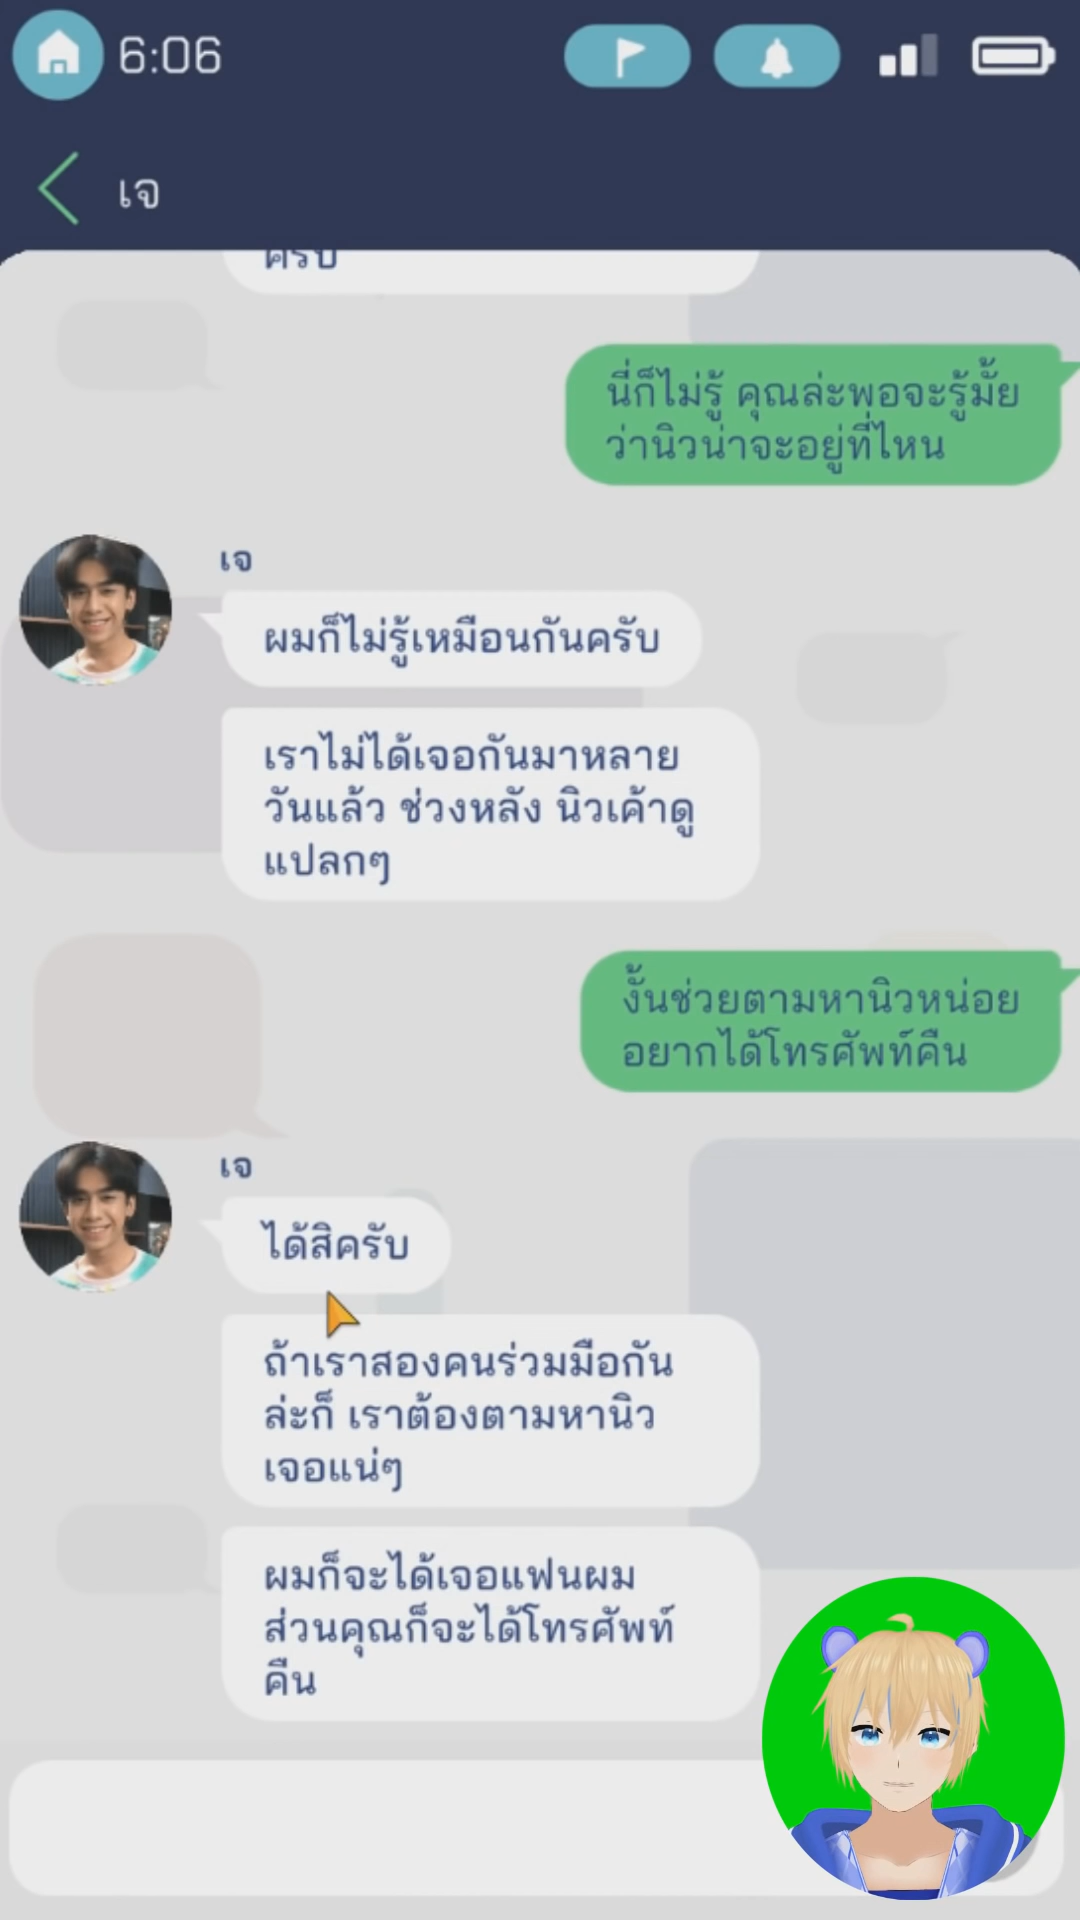 6:06
เจ
ครับ
นี่ก็ไม่รู้ คุณล่ะพอจะรู้มั้ย
ว่านิวน่าจะอยู่ที่ไหน
เจ
ผมก็ไม่รู้เหมือนกันครับ
เราไม่ได้เจอกันมาหลาย
วันแล้ว ช่วงหลัง นิวเค้าดู
แปลกๆ
งั้นช่วยตามหานิวหน่อย
อยากได้โทรศัพท์คืน
เจ
ได้สิครับ
ถ้าเราสองคนร่วมมือกัน
ล่ะก็ เราต้องตามหานิว
เจอแน่ๆ
ผมก็จะได้เจอแฟนผม
ส่วนคุณก็จะได้โทรศัพท์
คืน